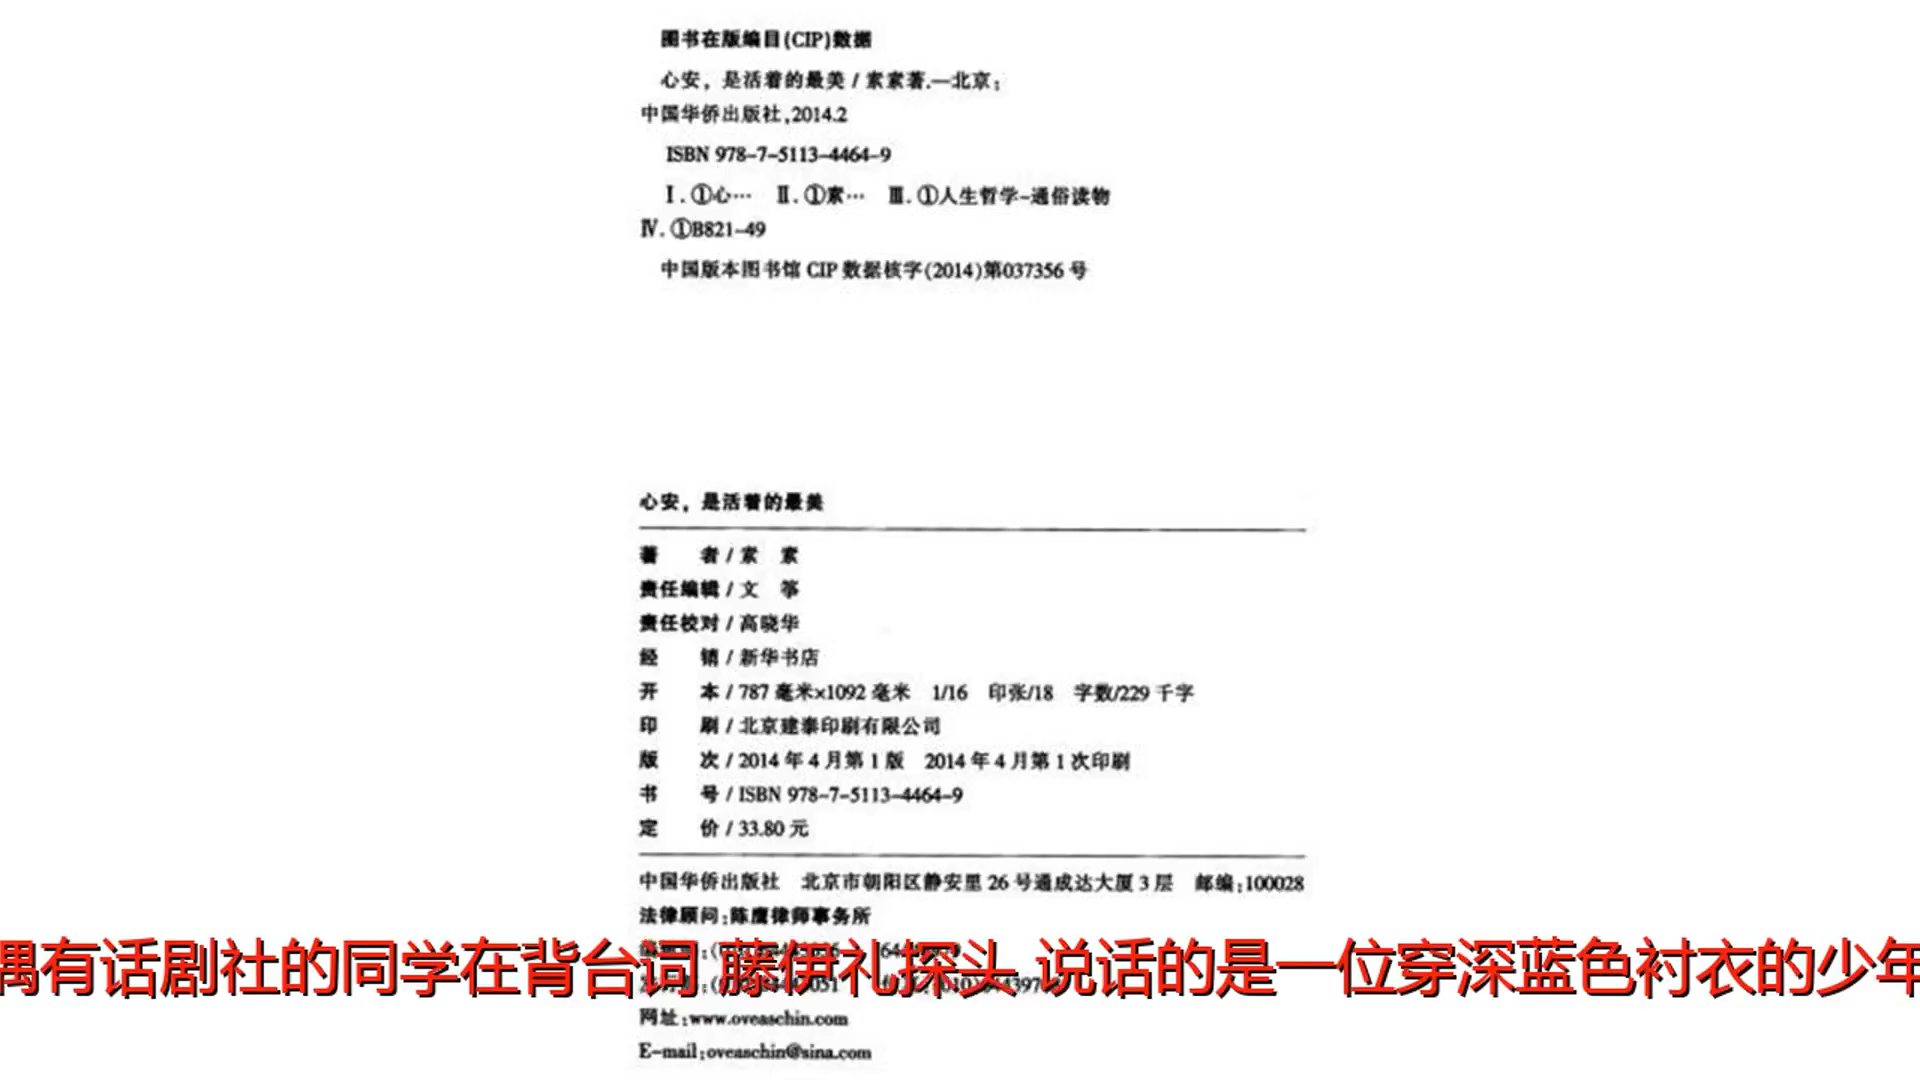 图书在版编目(CIP)数据
心安，是活着的最美 / 素素著.—北京：
中国华侨出版社,2014.2
ISBN 978-7-5113-4464-9
Ⅰ. ①心… Ⅱ. ①素… Ⅲ. ①人生哲学-通俗读物
Ⅳ. ①B821-49
中国版本图书馆 CIP 数据核字(2014)第037356 号
心安，是活着的最美
著 者 / 素 素
责任编辑 / 文 筝
责任校对 / 高晓华
经 销 / 新华书店
开 本 / 787 毫米×1092 毫米 1/16 印张/18 字数/229 千字
印 刷 / 北京建泰印刷有限公司
版 次 / 2014 年 4 月第 1 版 2014 年 4 月第 1 次印刷
书 号 / ISBN 978-7-5113-4464-9
定 价 / 33.80 元
中国华侨出版社 北京市朝阳区静安里 26 号通成达大厦 3 层 邮编:100028
法律顾问:陈鹰律师事务所
偶有话剧社的同学在背台词 藤伊礼探头 说话的是一位穿深蓝色衬衣的少年
网址:www.oveaschin.com
E-mail:oveaschin@sina.com